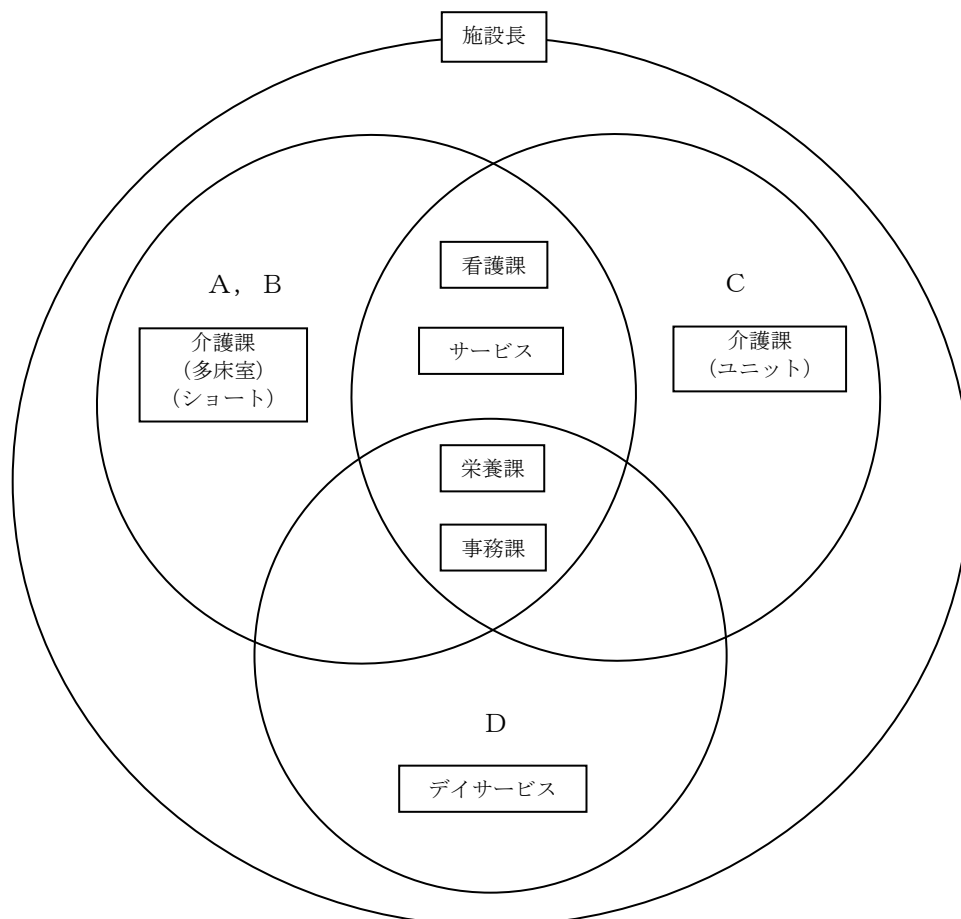 施設長
看護課
A, B
C
サービス
介護課
(多床室)
(ショート)
介護課
(ユニット)
栄養課
事務課
D
デイサービス